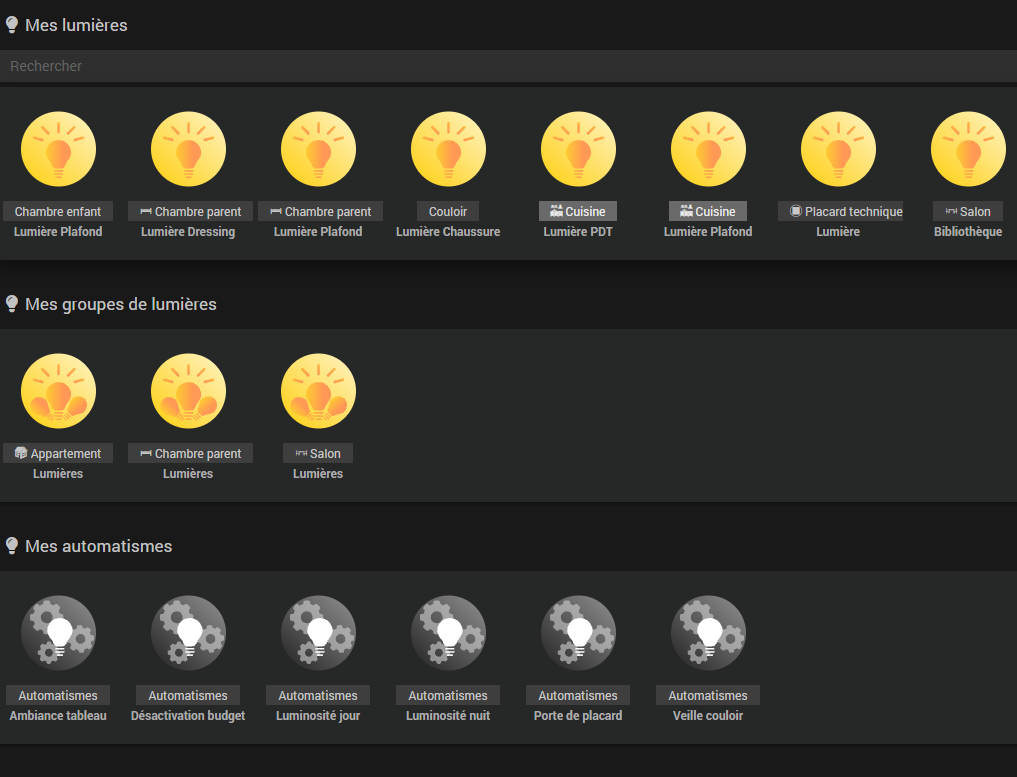 Mes lumières
Rechercher
Chambre enfant Chambre parent Chambre parent Couloir Cuisine Cuisine Placard technique Salon
Lumière Plafond Lumière Dressing Lumière Plafond Lumière Chaussure Lumière PDT Lumière Plafond Lumière Bibliothèque
Mes groupes de lumières
Appartement Chambre parent Salon
Lumières Lumières Lumières
Mes automatismes
Automatismes Automatismes Automatismes Automatismes Automatismes Automatismes
Ambiance tableau Désactivation budget Luminosité jour Luminosité nuit Porte de placard Veille couloir